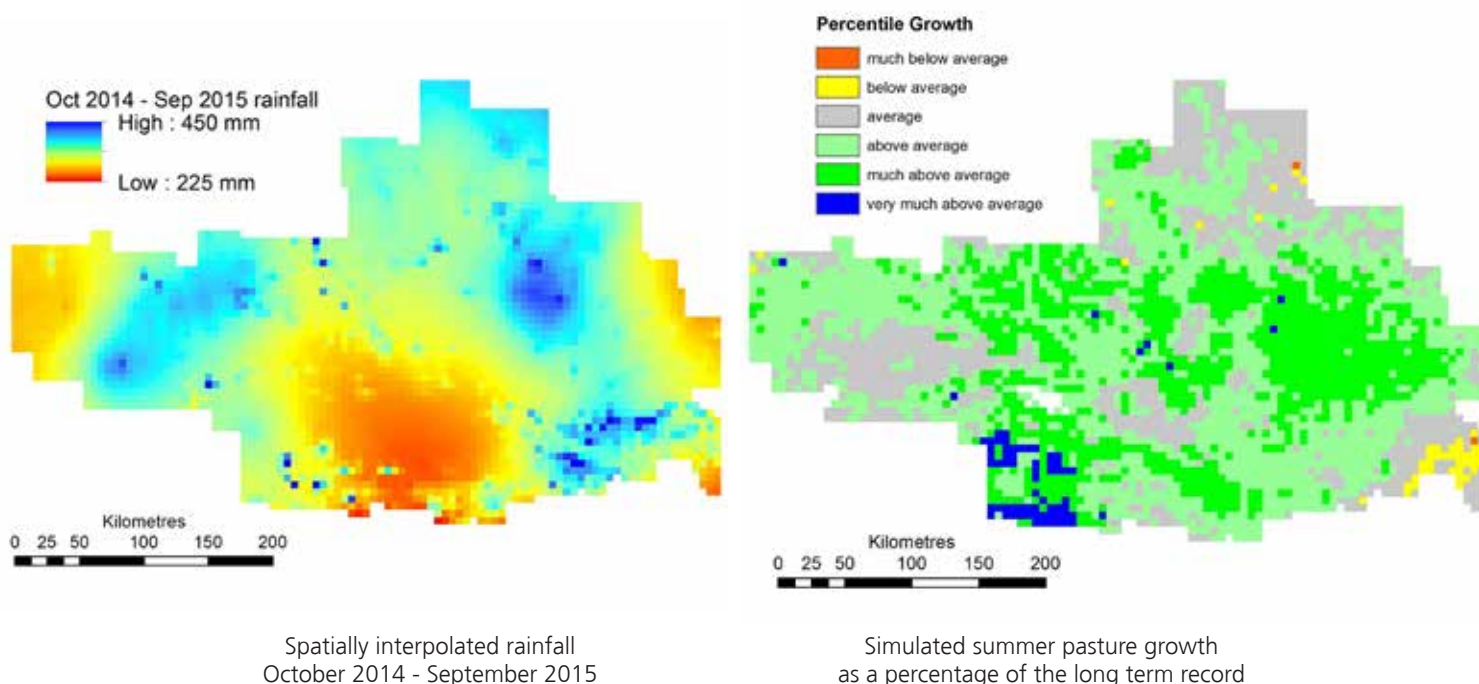 Oct 2014 - Sep 2015 rainfall
High : 450 mm
Low : 225 mm
Kilometres
0 25 50 100 150 200
Spatially interpolated rainfall
October 2014 - September 2015
Percentile Growth
much below average
below average
average
above average
much above average
very much above average
Kilometres
0 25 50 100 150 200
Simulated summer pasture growth
as a percentage of the long term record